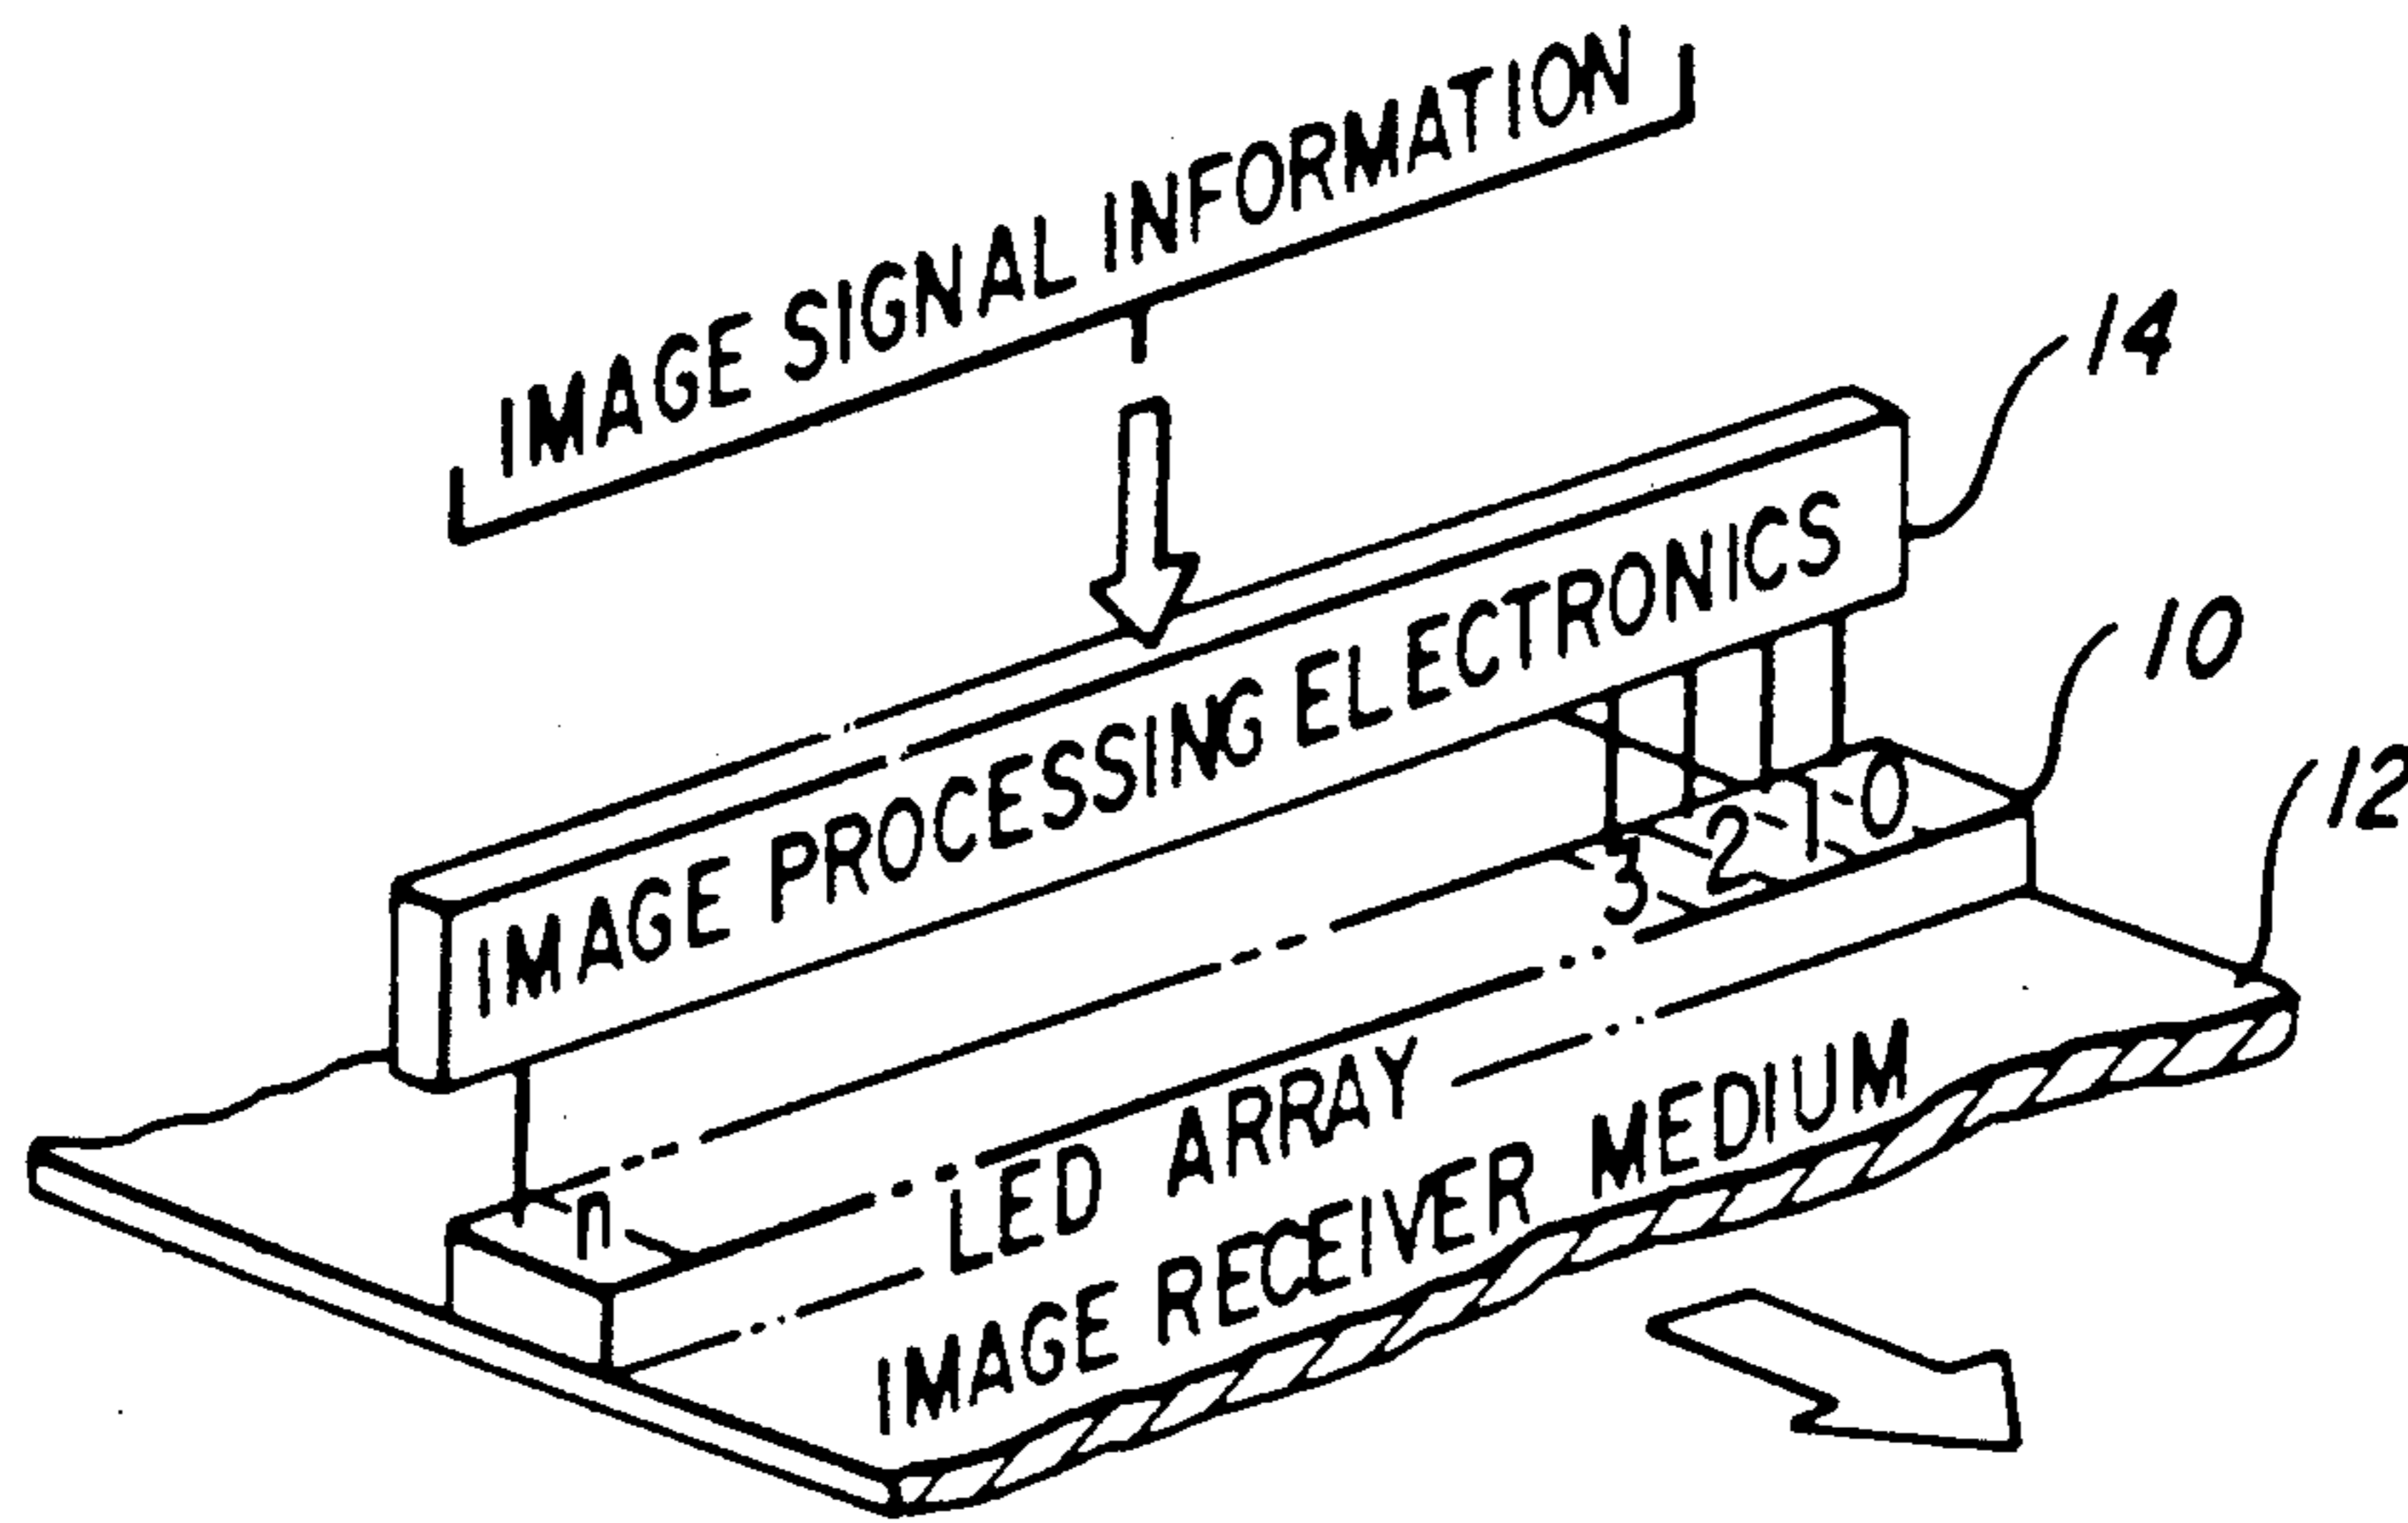 IMAGE SIGNAL INFORMATION
14
IMAGE PROCESSING ELECTRONICS
10
12
3 2 1 0
n
LED ARRAY
IMAGE RECEIVER MEDIUM